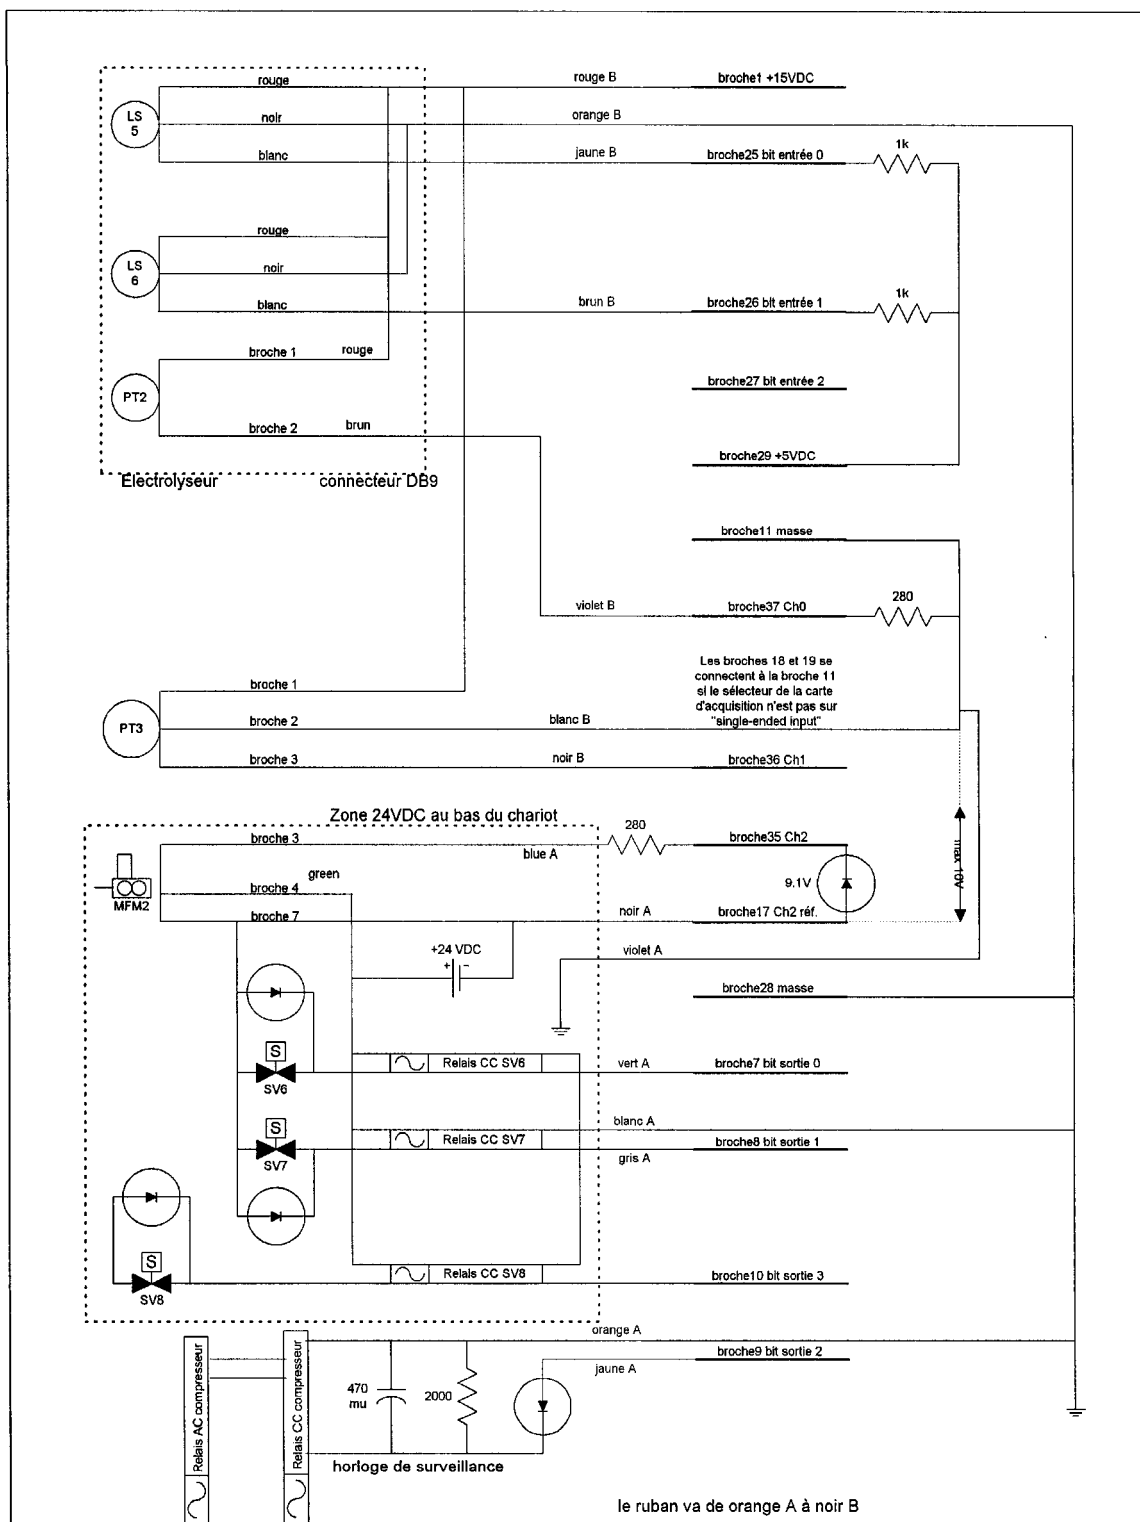 rouge
rouge B
broche1 +15VDC
LS
5
noir
orange B
blanc
jaune B
broche25 bit entrée 0
1k
rouge
LS
6
noir
blanc
brun B
broche26 bit entrée 1
1k
broche 1
rouge
PT2
broche27 bit entrée 2
broche 2
brun
broche29 +5VDC
Électrolyseur
connecteur DB9
broche11 masse
violet B
broche37 Ch0
280
Les broches 18 et 19 se
connectent à la broche 11
si le sélecteur de la carte
d'acquisition n'est pas sur
"single-ended input"
broche 1
PT3
broche 2
blanc B
broche 3
noir B
broche36 Ch1
Zone 24VDC au bas du chariot
broche 3
blue A
280
broche35 Ch2
max 10V
green
MFM2
broche 4
9.1V
broche 7
noir A
broche17 Ch2 réf.
+24 VDC
+ –
violet A
broche28 masse
S
SV6
Relais CC SV6
vert A
broche7 bit sortie 0
blanc A
S
SV7
Relais CC SV7
broche8 bit sortie 1
gris A
S
SV8
Relais CC SV8
broche10 bit sortie 3
orange A
broche9 bit sortie 2
jaune A
Relais AC compresseur
Relais CC compresseur
470
mu
2000
horloge de surveillance
le ruban va de orange A à noir B